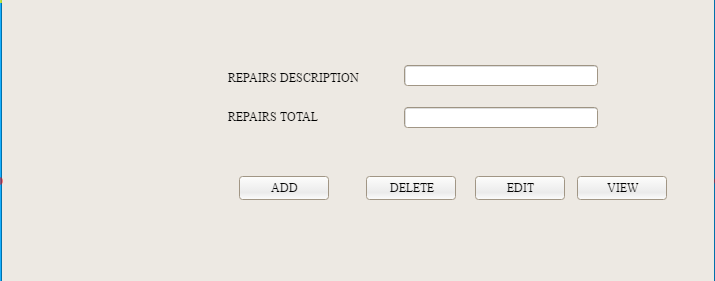 REPAIRS DESCRIPTION
REPAIRS TOTAL
ADD DELETE EDIT VIEW